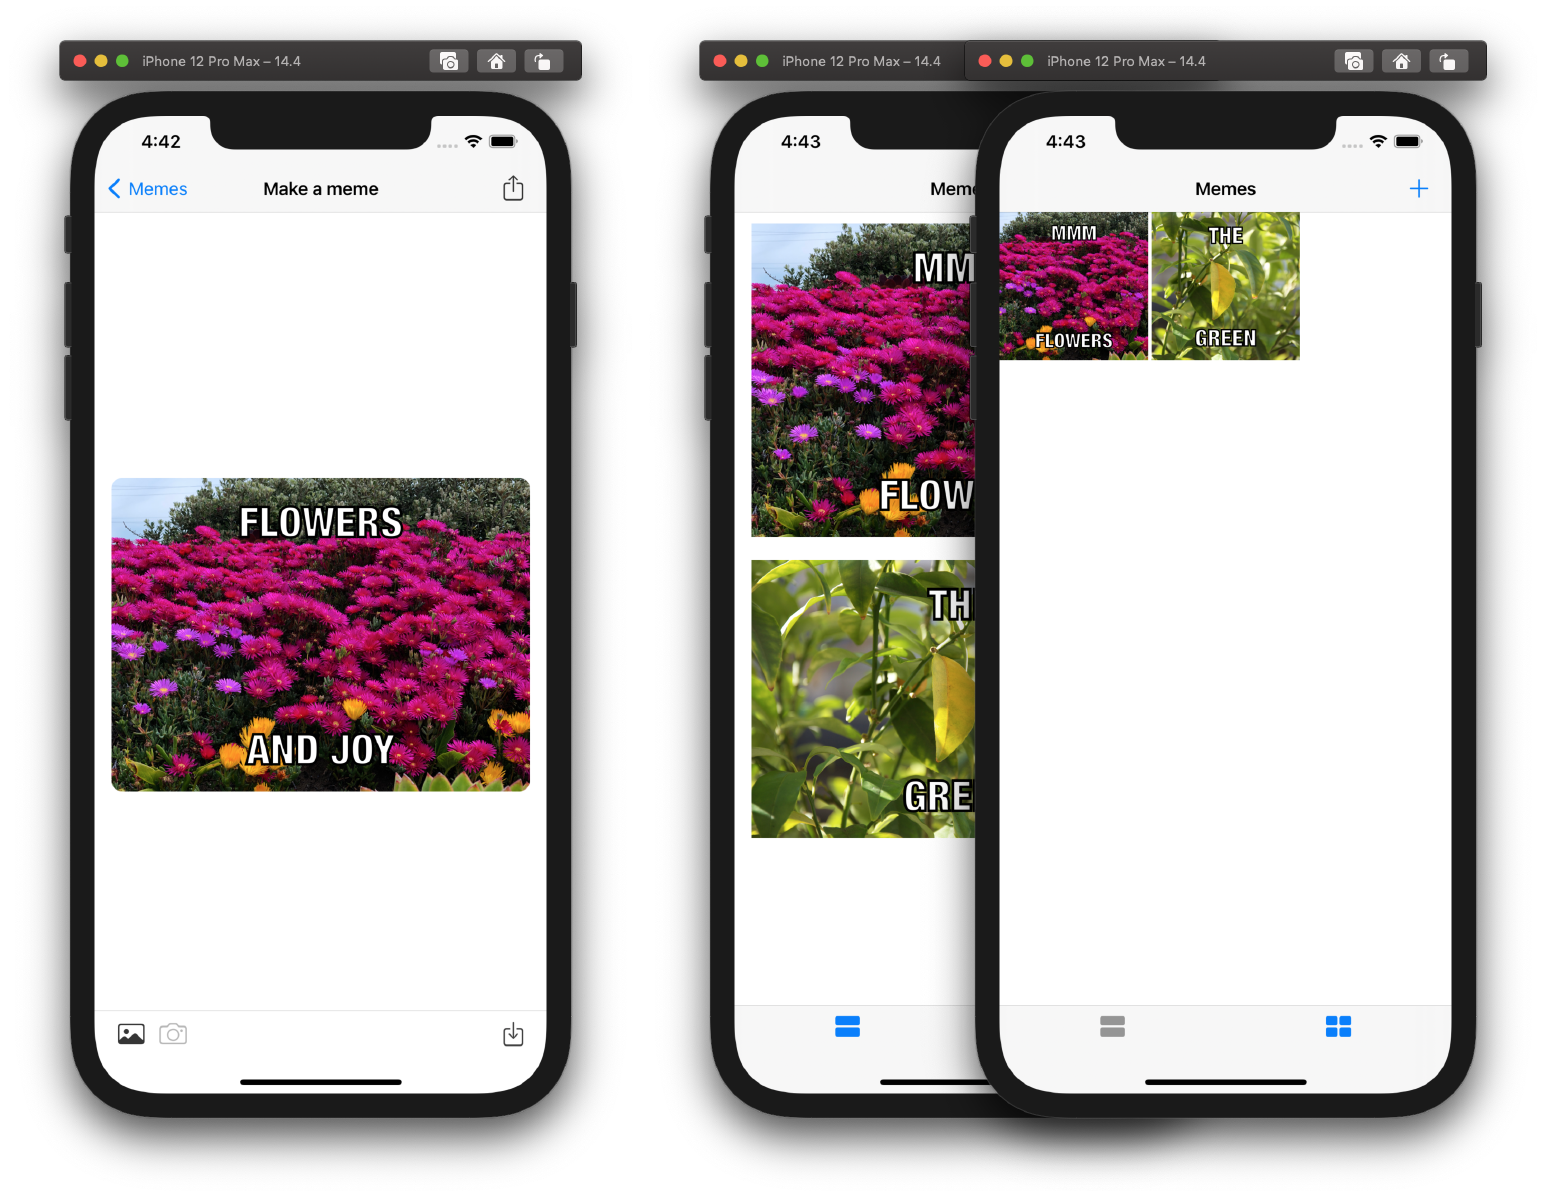 iPhone 12 Pro Max – 14.4
4:42
Memes
Make a meme
FLOWERS
AND JOY
iPhone 12 Pro Max – 14.4
4:43
Mem
MM
FLOW
TH
GRE
iPhone 12 Pro Max – 14.4
4:43
Memes
MMM
FLOWERS
THE
GREEN